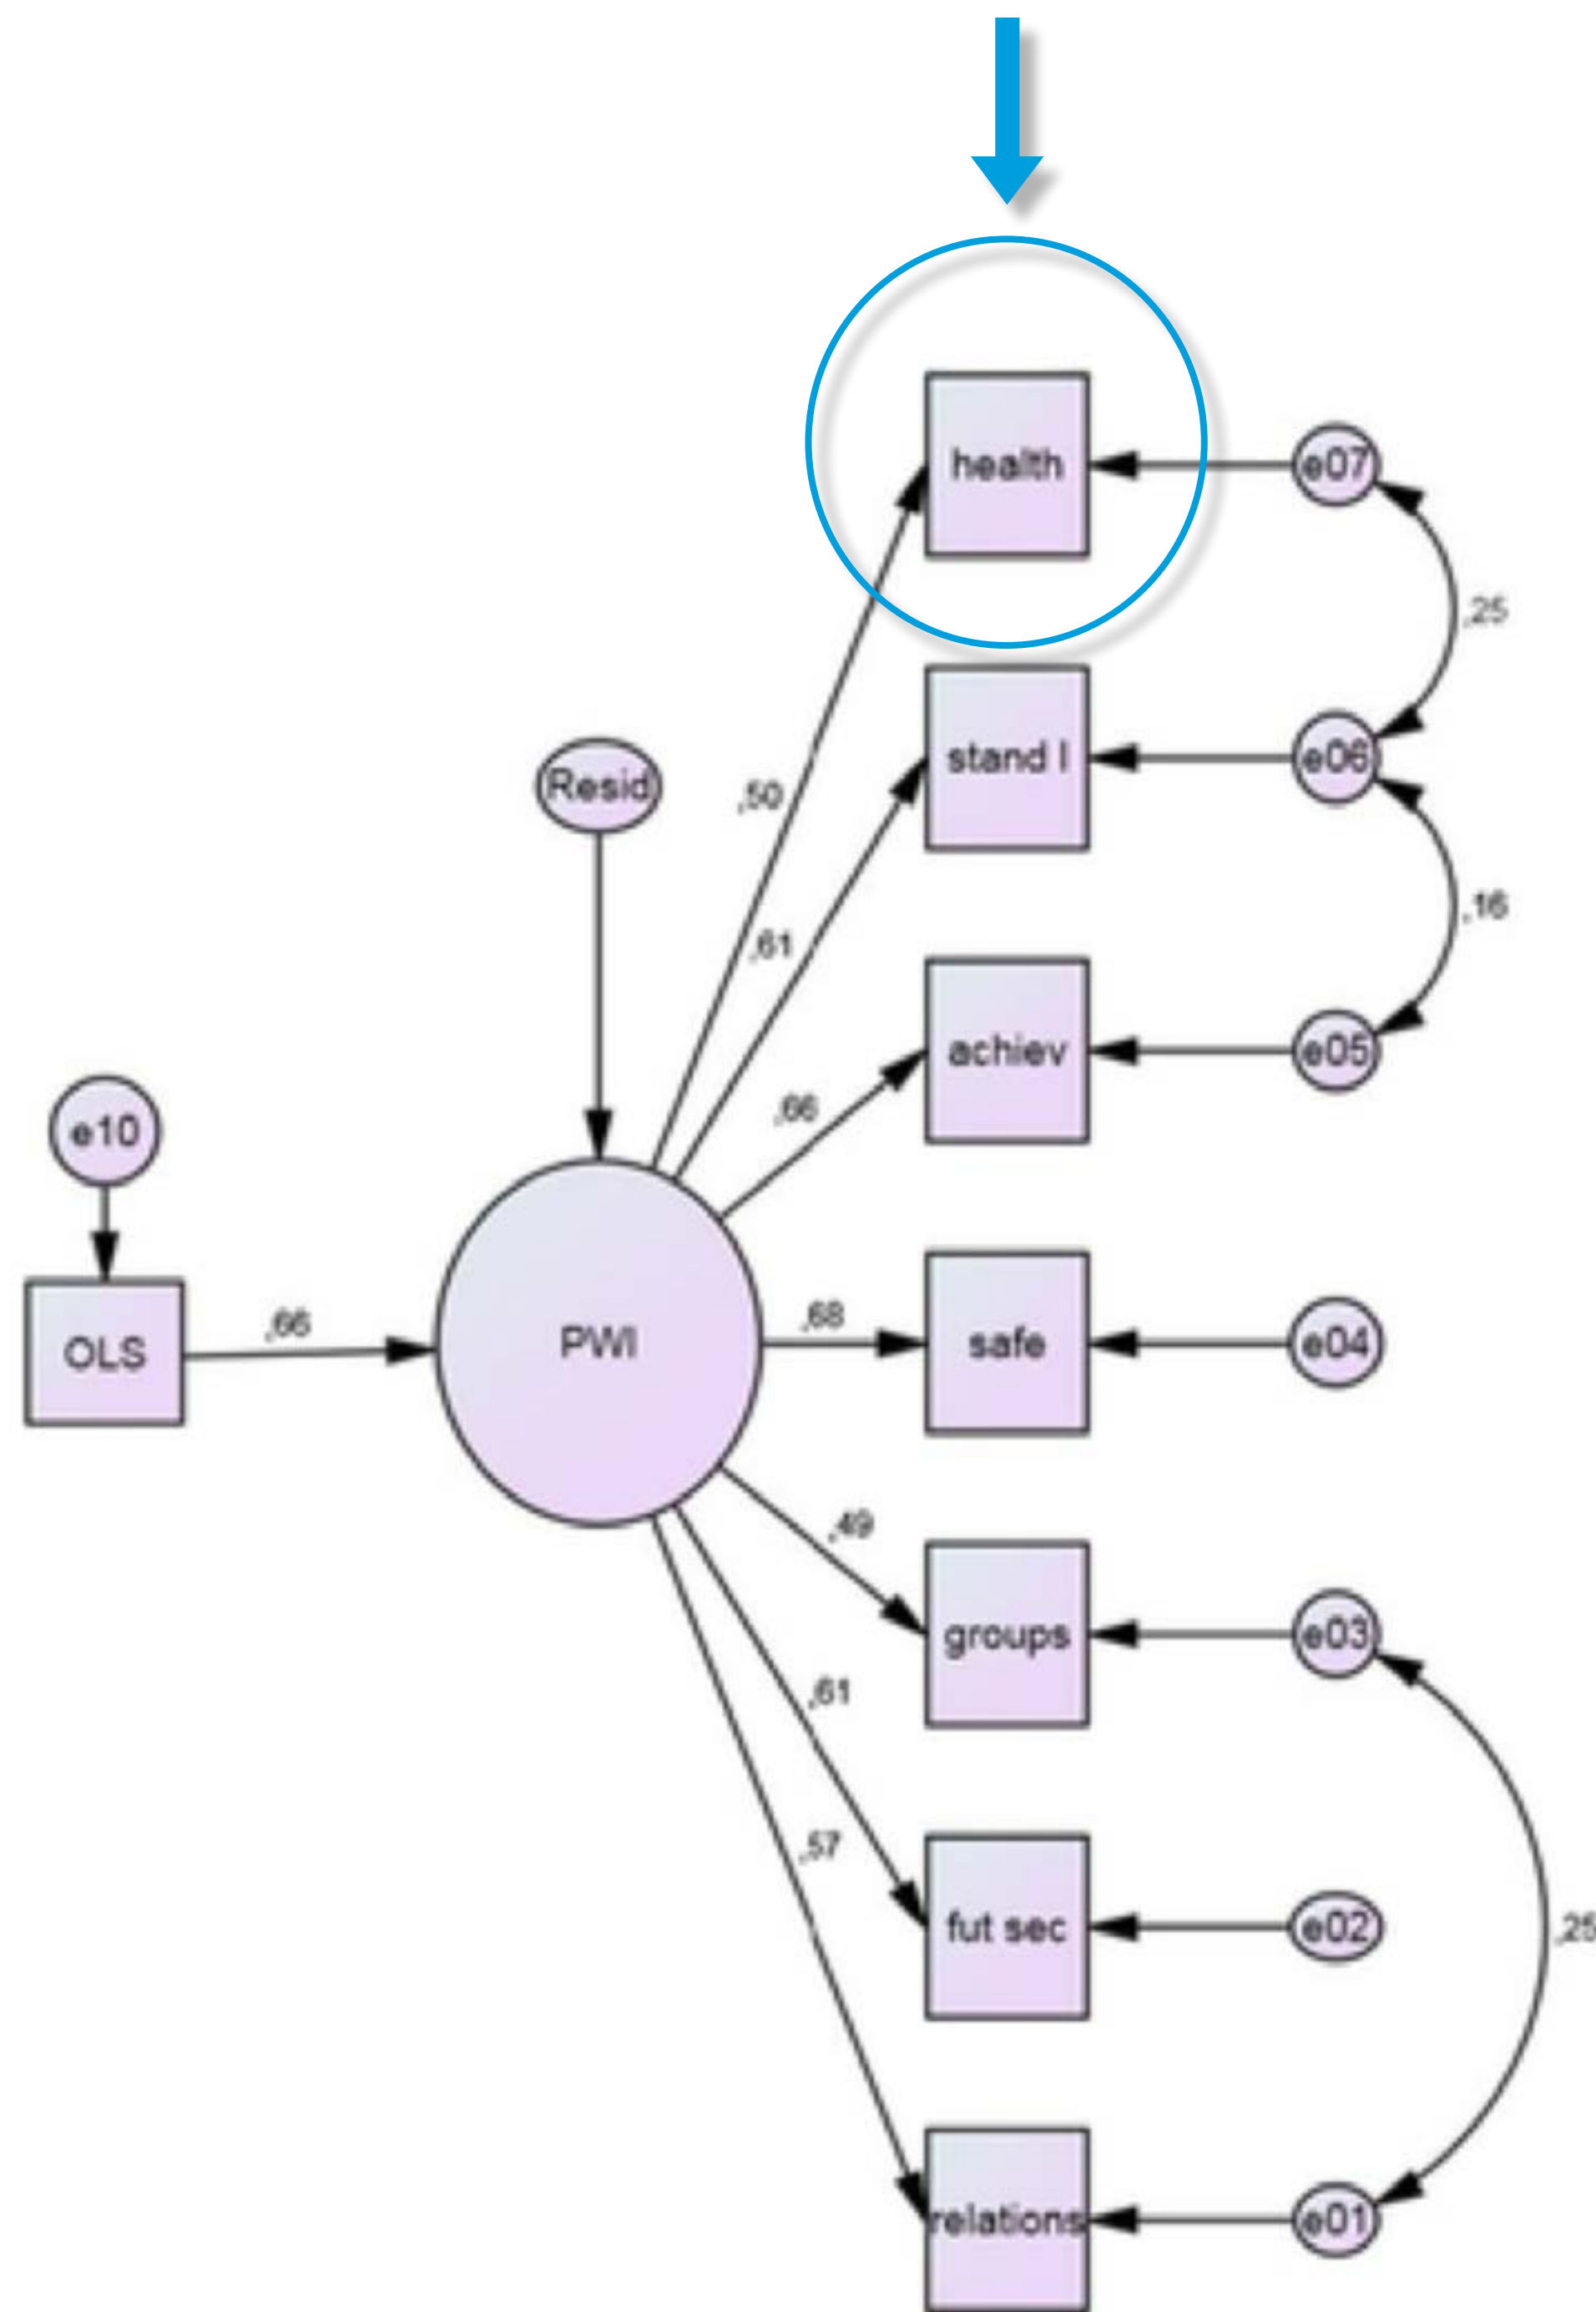 health
e07
,25
stand l
e06
Resid
,50
,16
,61
achiev
e05
,66
e10
,66
OLS
PWI
,68
safe
e04
,49
groups
e03
,61
,57
fut sec
e02
,25
relations
e01